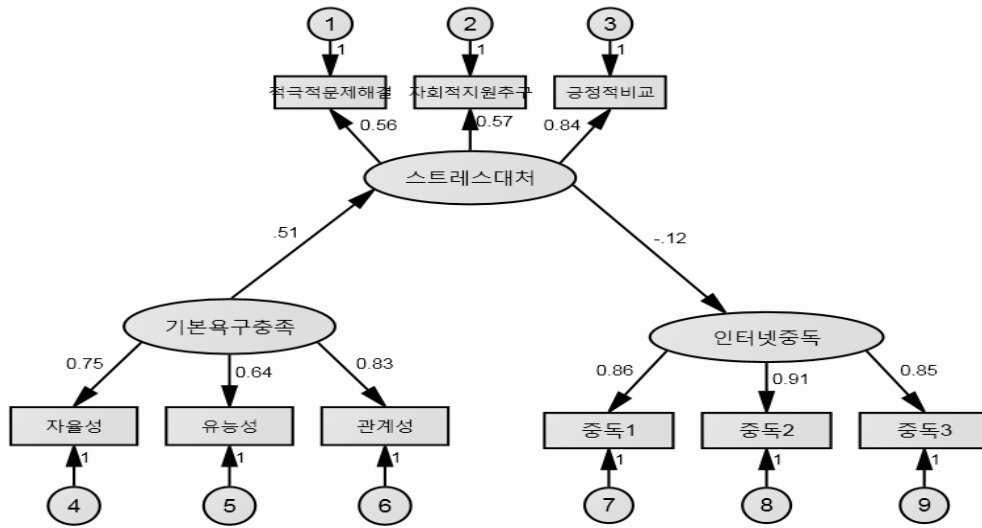 1 2 3
1 1 1
적극적문제해결 자회적지원추구 긍정적비교
0.56 0.57 0.84
스트레스대처
.51 -.12
기본욕구충족 인터넷중독
0.75 0.64 0.83 0.86 0.91 0.85
자율성 유능성 관계성 중독1 중독2 중독3
1 1 1 1 1 1
4 5 6 7 8 9